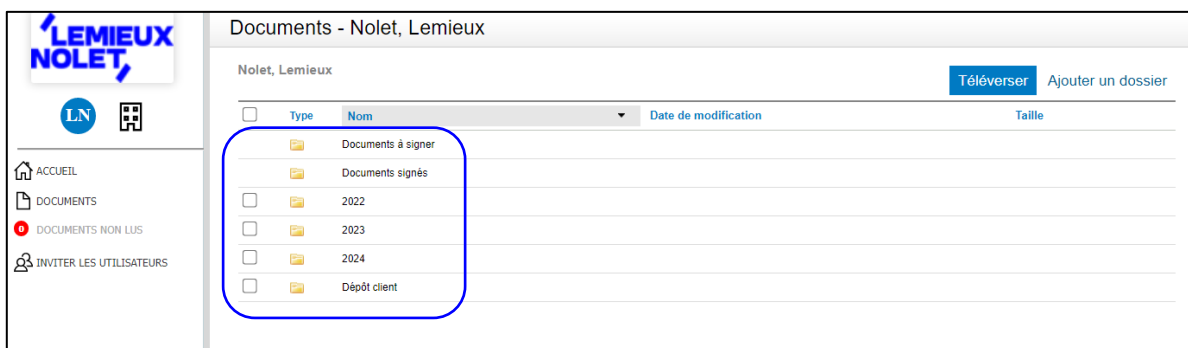 LEMIEUX
NOLET,
LN
ACCUEIL
DOCUMENTS
0 DOCUMENTS NON LUS
INVITER LES UTILISATEURS
Documents - Nolet, Lemieux
Nolet, Lemieux
Téléverser Ajouter un dossier
Type Nom Date de modification Taille
Documents à signer
Documents signés
2022
2023
2024
Dépôt client